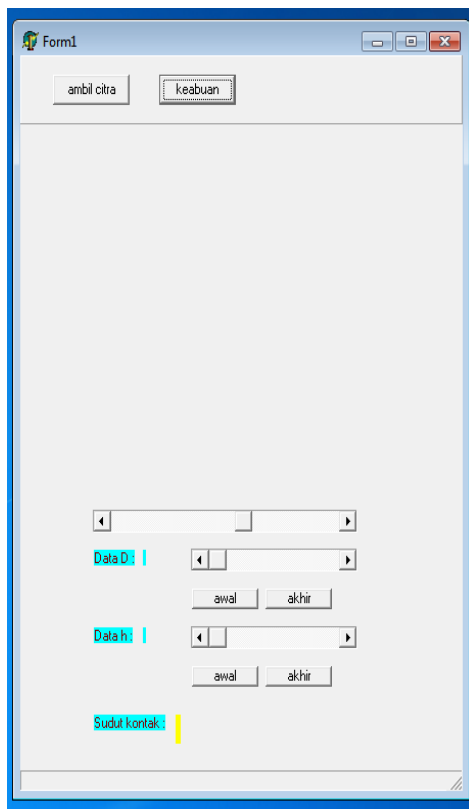 Form1
ambil citra keabuan
Data D :
awal akhir
Data h :
awal akhir
Sudut kontak :